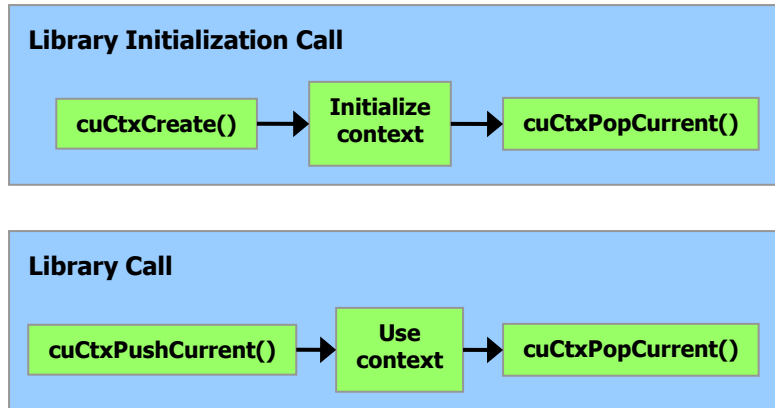 Library Initialization Call
cuCtxCreate()
Initialize
context
cuCtxPopCurrent()
Library Call
cuCtxPushCurrent()
Use
context
cuCtxPopCurrent()